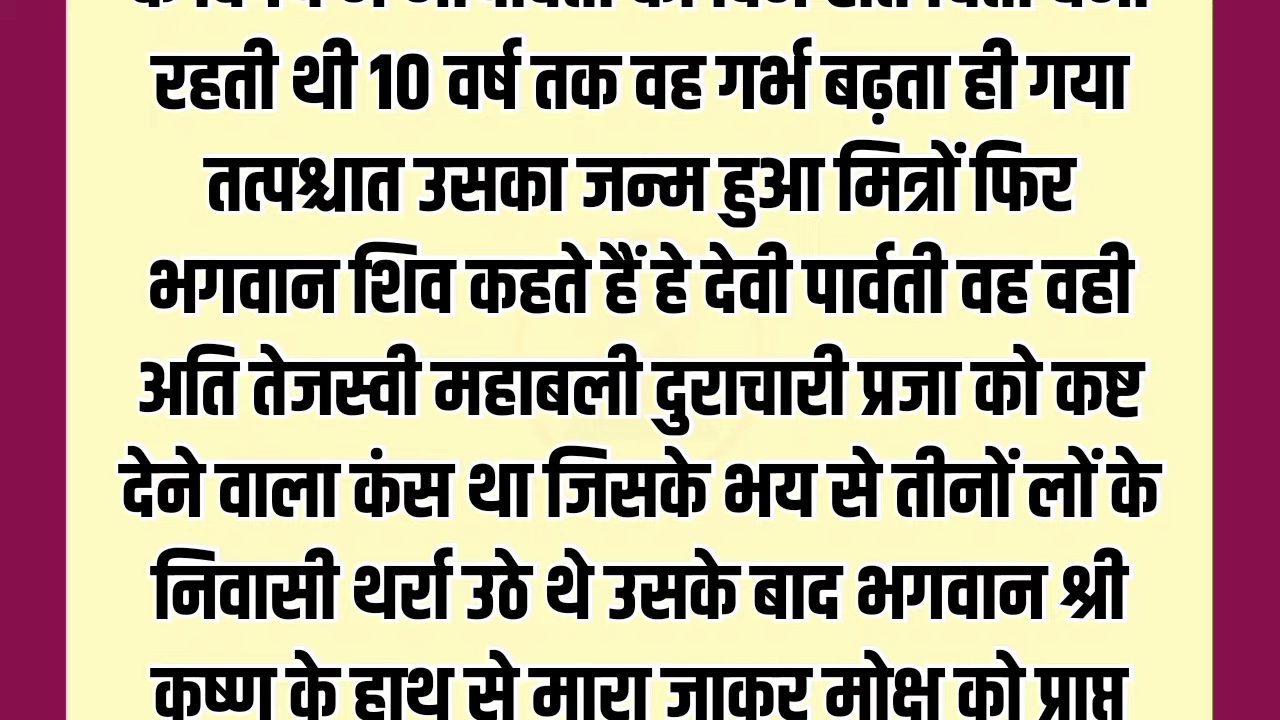 रहती थी 10 वर्ष तक वह गर्भ बढ़ता ही गया
तत्पश्चात उसका जन्म हुआ मित्रों फिर
भगवान शिव कहते हैं हे देवी पार्वती वह वही
अति तेजस्वी महाबली दुराचारी प्रजा को कष्ट
देने वाला कंस था जिसके भय से तीनों लों के
निवासी थर्रा उठे थे उसके बाद भगवान श्री
कृष्ण के हाथ से मारा जाकर मोक्ष को प्राप्त